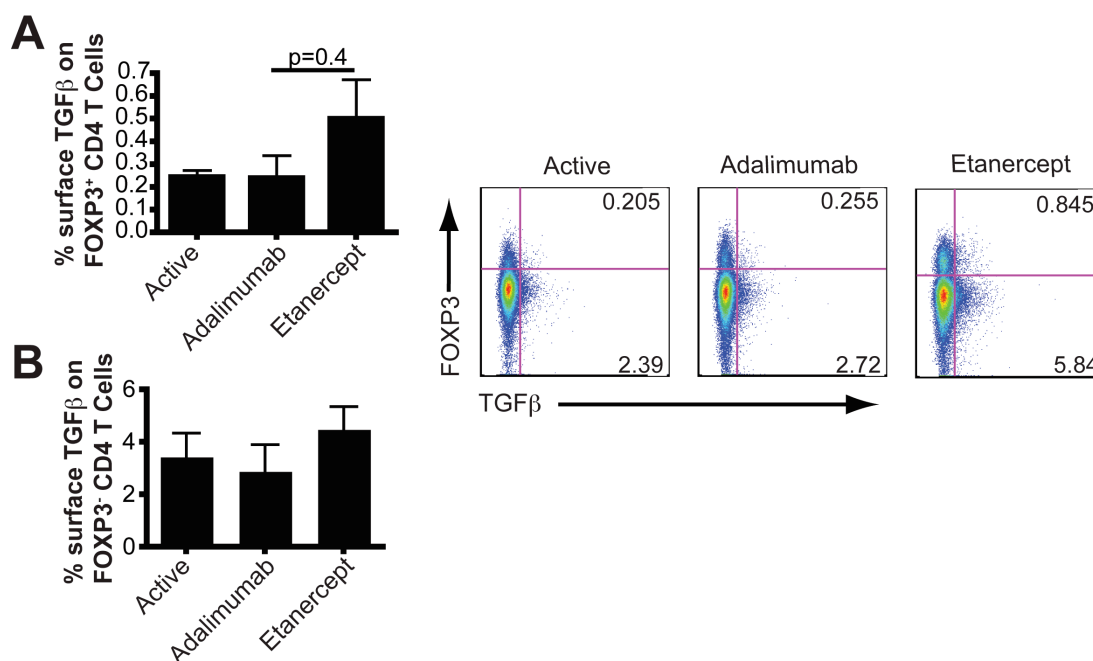 A
% surface TGFβ on
FOXP3+ CD4 T Cells
0.7
0.6
0.5
0.4
0.3
0.2
0.1
0.0
p=0.4
Active
Adalimumab
Etanercept
Active
Adalimumab
Etanercept
0.205
0.255
0.845
FOXP3
2.39
2.72
5.84
TGFβ
B
% surface TGFβ on
FOXP3- CD4 T Cells
6
4
2
0
Active
Adalimumab
Etanercept